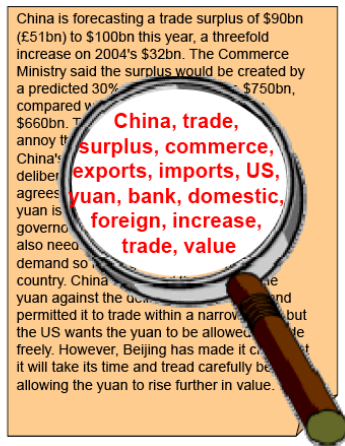 China is forecasting a trade surplus of $90bn
(£51bn) to $100bn this year, a threefold
increase on 2004's $32bn. The Commerce
Ministry said the surplus would be created by
a predicted 30% $750bn,
compared
$660bn.
annoy
China's
China, trade,
surplus, commerce,
exports, imports, US,
yuan, bank, domestic,
foreign, increase,
trade, value
agrees
yuan is
also need
demand so
country. China
yuan against the and
permitted it to trade within a narrow but
the US wants the yuan to be allowed
freely. However, Beijing has made it
it will take its time and tread carefully
allowing the yuan to rise further in value.